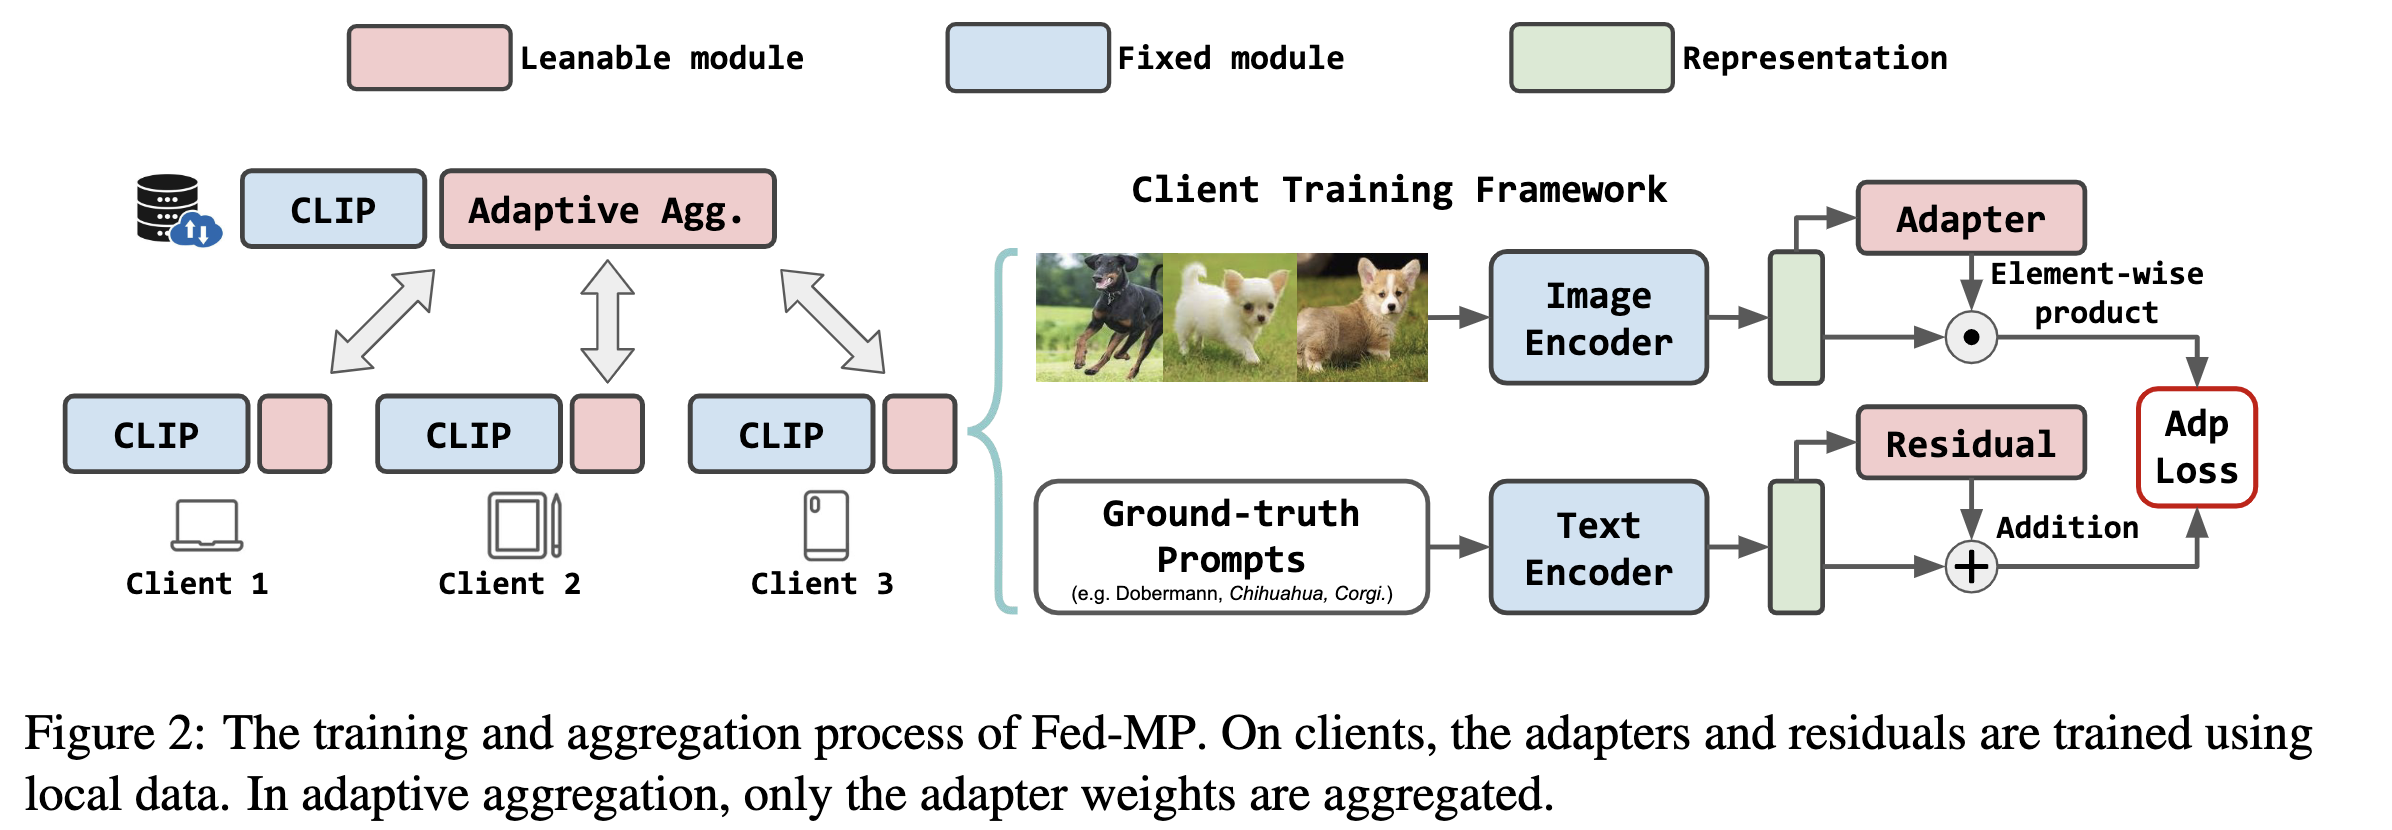 Leanable module
Fixed module
Representation
CLIP
Adaptive Agg.
CLIP
CLIP
CLIP
Client 1
Client 2
Client 3
Client Training Framework
Image
Encoder
Adapter
Element-wise
product
Ground-truth
Prompts
(e.g. Dobermann, Chihuahua, Corgi.)
Text
Encoder
Residual
Addition
Adp
Loss
Figure 2: The training and aggregation process of Fed-MP. On clients, the adapters and residuals are trained using
local data. In adaptive aggregation, only the adapter weights are aggregated.